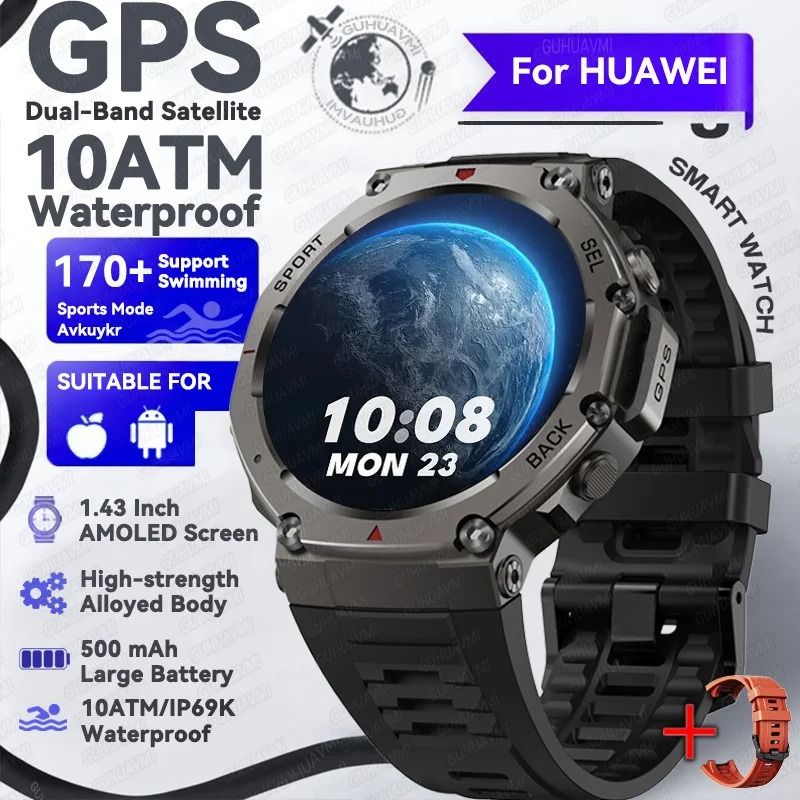 GPS
Dual-Band Satellite
10ATM
Waterproof
170+ Support
Swimming
Sports Mode
Avkuykr
SUITABLE FOR
1.43 Inch
AMOLED Screen
High-strength
Alloyed Body
500 mAh
Large Battery
10ATM/IP69K
Waterproof
GUHUAVMI
GUHUAVMI
For HUAWEI
SMART WATCH
SPORT
SEL
GPS
BACK
10:08
MON 23
+